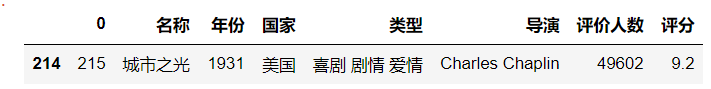 0 名称 年份 国家 类型 导演 评价人数 评分
214 215 城市之光 1931 美国 喜剧 剧情 爱情 Charles Chaplin 49602 9.2